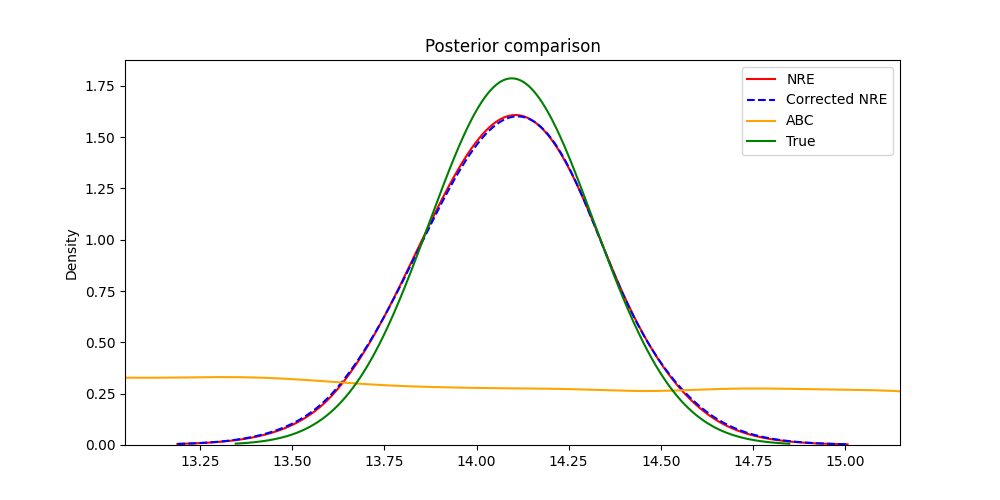 Posterior comparison
NRE
Corrected NRE
ABC
True
Density
1.75
1.50
1.25
1.00
0.75
0.50
0.25
0.00
13.25 13.50 13.75 14.00 14.25 14.50 14.75 15.00